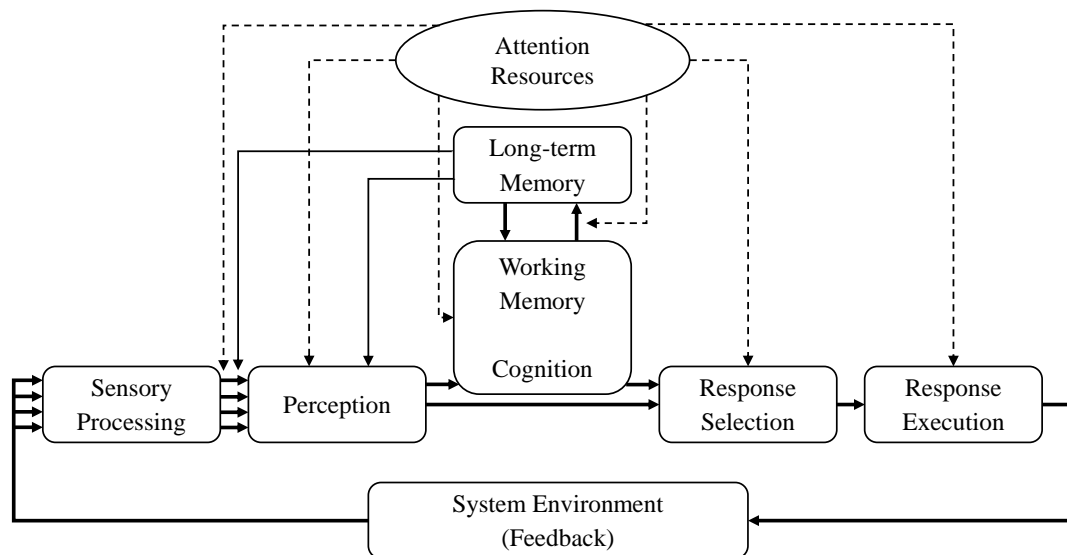 Attention
Resources
Long-term
Memory
Working
Memory
Cognition
Sensory
Processing
Perception
Response
Selection
Response
Execution
System Environment
(Feedback)